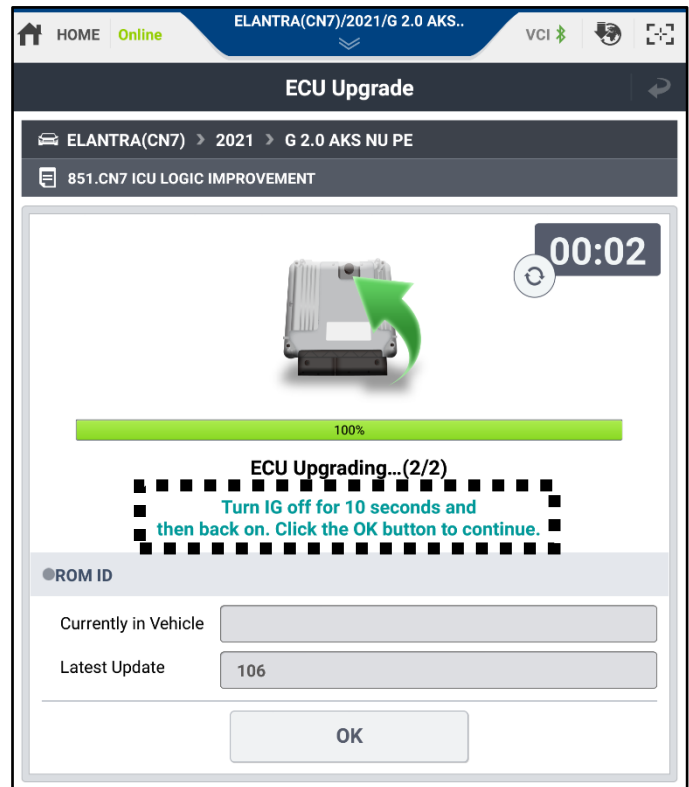 HOME Online ELANTRA(CN7)/2021/G 2.0 AKS.. VCI
ECU Upgrade
ELANTRA(CN7) > 2021 > G 2.0 AKS NU PE
851.CN7 ICU LOGIC IMPROVEMENT
00:02
100%
ECU Upgrading...(2/2)
Turn IG off for 10 seconds and
then back on. Click the OK button to continue.
ROM ID
Currently in Vehicle
Latest Update 106
OK